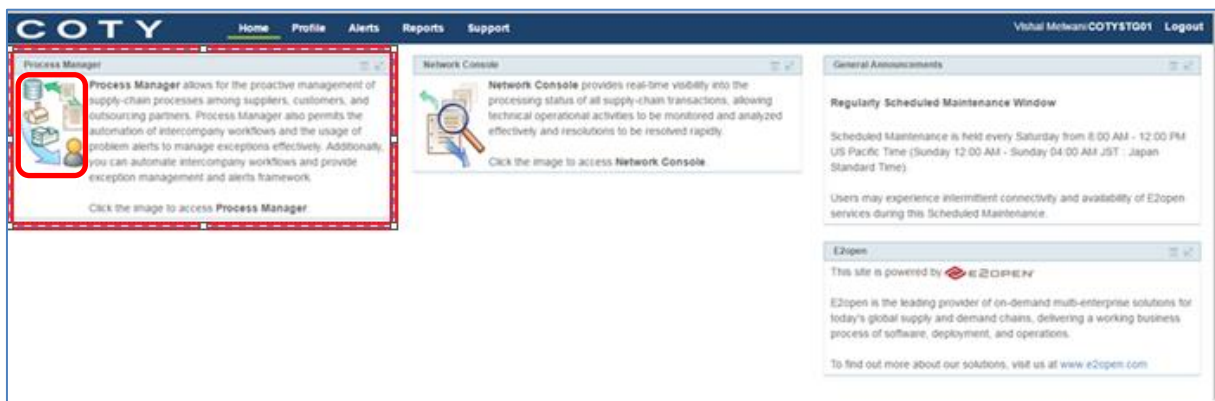 COTY
Home Profile Alerts Reports Support
Vishal Melwani COTYSTG01 Logout
Process Manager
Process Manager allows for the proactive management of
supply-chain processes among suppliers, customers, and
outsourcing partners. Process Manager also permits the
automation of intercompany workflows and the usage of
problem alerts to manage exceptions effectively. Additionally,
you can automate intercompany workflows and provide
exception management and alerts framework.
Click the image to access Process Manager
Network Console
Network Console provides real-time visibility into the
processing status of all supply-chain transactions, allowing
technical operational activities to be monitored and analyzed
effectively and resolutions to be resolved rapidly.
Click the image to access Network Console.
General Announcements
Regularly Scheduled Maintenance Window
Scheduled Maintenance is held every Saturday from 8:00 AM - 12:00 PM
US Pacific Time (Sunday 12:00 AM - Sunday 04:00 AM JST : Japan
Standard Time).
Users may experience intermittent connectivity and availability of E2open
services during this Scheduled Maintenance.
E2open
This site is powered by E2OPEN
E2open is the leading provider of on-demand multi-enterprise solutions for
today's global supply and demand chains, delivering a working business
process of software, deployment, and operations.
To find out more about our solutions, visit us at www.e2open.com